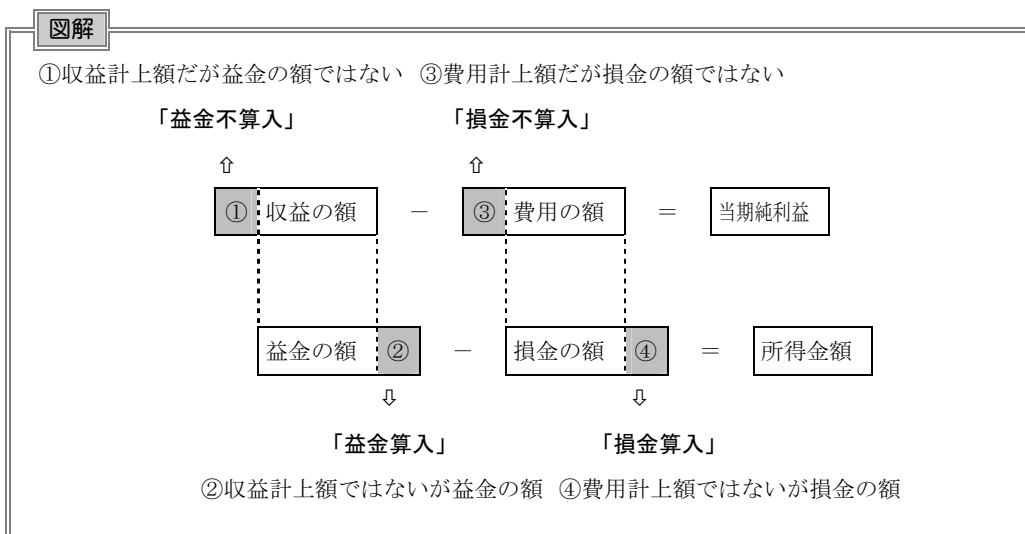 図解
①収益計上額だが益金の額ではない ③費用計上額だが損金の額ではない
「益金不算入」 「損金不算入」
⇧ ⇧
① 収益の額 － ③ 費用の額 ＝ 当期純利益
益金の額 ② － 損金の額 ④ ＝ 所得金額
⇩ ⇩
「益金算入」 「損金算入」
②収益計上額ではないが益金の額 ④費用計上額ではないが損金の額